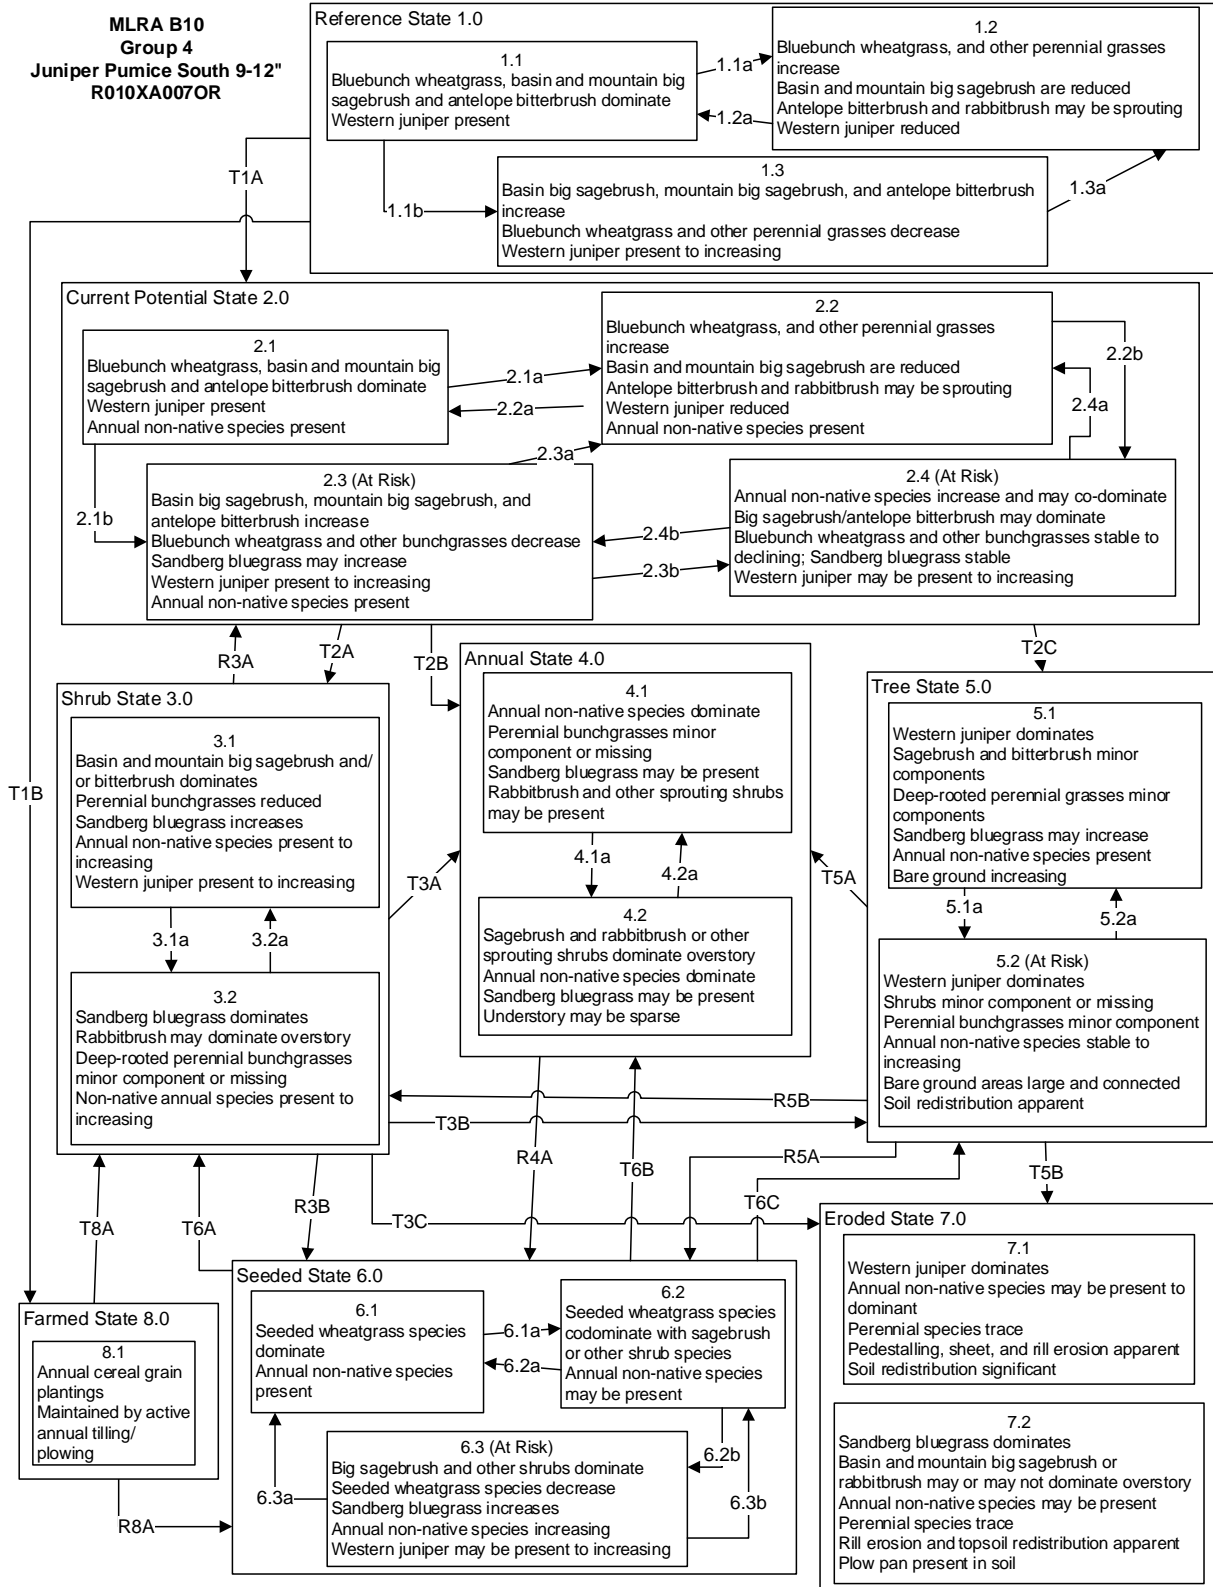 MLRA B10
Group 4
Juniper Pumice South 9-12"
R010XA007OR
Reference State 1.0
1.1
Bluebunch wheatgrass, basin and mountain big
sagebrush and antelope bitterbrush dominate
Western juniper present
1.1a
1.2a
1.2
Bluebunch wheatgrass, and other perennial grasses
increase
Basin and mountain big sagebrush are reduced
Antelope bitterbrush and rabbitbrush may be sprouting
Western juniper reduced
1.1b
1.3
Basin big sagebrush, mountain big sagebrush, and antelope bitterbrush
increase
Bluebunch wheatgrass and other perennial grasses decrease
Western juniper present to increasing
1.3a
T1A
T1B
Current Potential State 2.0
2.1
Bluebunch wheatgrass, basin and mountain big
sagebrush and antelope bitterbrush dominate
Western juniper present
Annual non-native species present
2.1a
2.2a
2.2
Bluebunch wheatgrass, and other perennial grasses
increase
Basin and mountain big sagebrush are reduced
Antelope bitterbrush and rabbitbrush may be sprouting
Western juniper reduced
Annual non-native species present
2.2b
2.4a
2.1b
2.3a
2.3 (At Risk)
Basin big sagebrush, mountain big sagebrush, and
antelope bitterbrush increase
Bluebunch wheatgrass and other bunchgrasses decrease
Sandberg bluegrass may increase
Western juniper present to increasing
Annual non-native species present
2.4b
2.3b
2.4 (At Risk)
Annual non-native species increase and may co-dominate
Big sagebrush/antelope bitterbrush may dominate
Bluebunch wheatgrass and other bunchgrasses stable to
declining; Sandberg bluegrass stable
Western juniper may be present to increasing
R3A
T2A
T2B
T2C
Shrub State 3.0
3.1
Basin and mountain big sagebrush and/
or bitterbrush dominates
Perennial bunchgrasses reduced
Sandberg bluegrass increases
Annual non-native species present to
increasing
Western juniper present to increasing
3.1a
3.2a
3.2
Sandberg bluegrass dominates
Rabbitbrush may dominate overstory
Deep-rooted perennial bunchgrasses
minor component or missing
Non-native annual species present to
increasing
T3A
Annual State 4.0
4.1
Annual non-native species dominate
Perennial bunchgrasses minor
component or missing
Sandberg bluegrass may be present
Rabbitbrush and other sprouting shrubs
may be present
4.1a
4.2a
4.2
Sagebrush and rabbitbrush or other
sprouting shrubs dominate overstory
Annual non-native species dominate
Sandberg bluegrass may be present
Understory may be sparse
T5A
Tree State 5.0
5.1
Western juniper dominates
Sagebrush and bitterbrush minor
components
Deep-rooted perennial grasses minor
components
Sandberg bluegrass may increase
Annual non-native species present
Bare ground increasing
5.1a
5.2a
5.2 (At Risk)
Western juniper dominates
Shrubs minor component or missing
Perennial bunchgrasses minor component
Annual non-native species stable to
increasing
Bare ground areas large and connected
Soil redistribution apparent
R5B
T3B
T8A
T6A
R3B
T3C
R4A
T6B
R5A
T6C
T5B
Seeded State 6.0
6.1
Seeded wheatgrass species
dominate
Annual non-native species
present
6.1a
6.2a
6.2
Seeded wheatgrass species
codominate with sagebrush
or other shrub species
Annual non-native species
may be present
6.3a
6.2b
6.3b
6.3 (At Risk)
Big sagebrush and other shrubs dominate
Seeded wheatgrass species decrease
Sandberg bluegrass increases
Annual non-native species increasing
Western juniper may be present to increasing
Eroded State 7.0
7.1
Western juniper dominates
Annual non-native species may be present to
dominant
Perennial species trace
Pedestalling, sheet, and rill erosion apparent
Soil redistribution significant
7.2
Sandberg bluegrass dominates
Basin and mountain big sagebrush or
rabbitbrush may or may not dominate overstory
Annual non-native species may be present
Perennial species trace
Rill erosion and topsoil redistribution apparent
Plow pan present in soil
Farmed State 8.0
8.1
Annual cereal grain
plantings
Maintained by active
annual tilling/
plowing
R8A